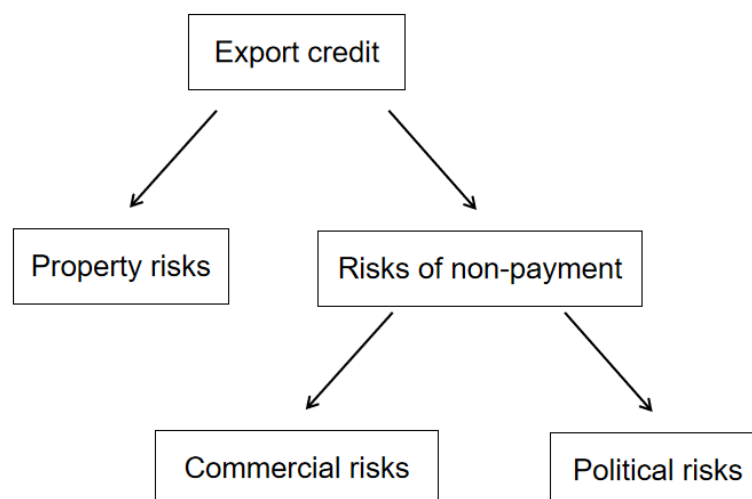 Export credit
Property risks
Risks of non-payment
Commercial risks
Political risks